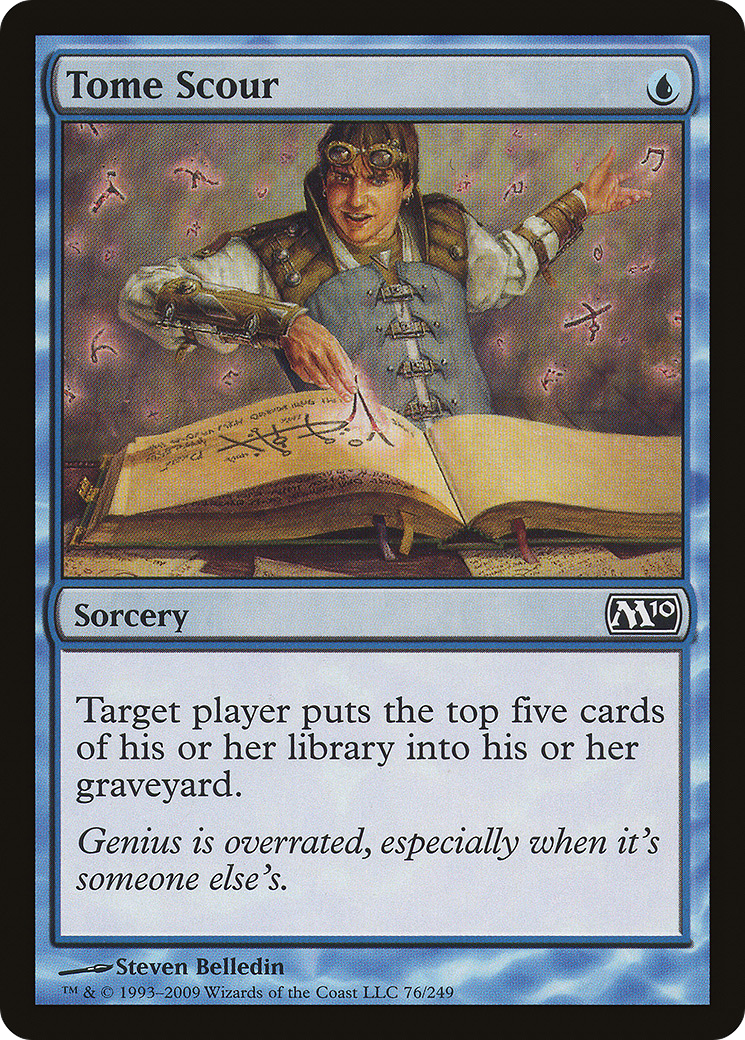 Tome Scour
Sorcery
M10
Target player puts the top five cards
of his or her library into his or her
graveyard.
Genius is overrated, especially when it's
someone else's.
Steven Belledin
™ & © 1993–2009 Wizards of the Coast LLC 76/249